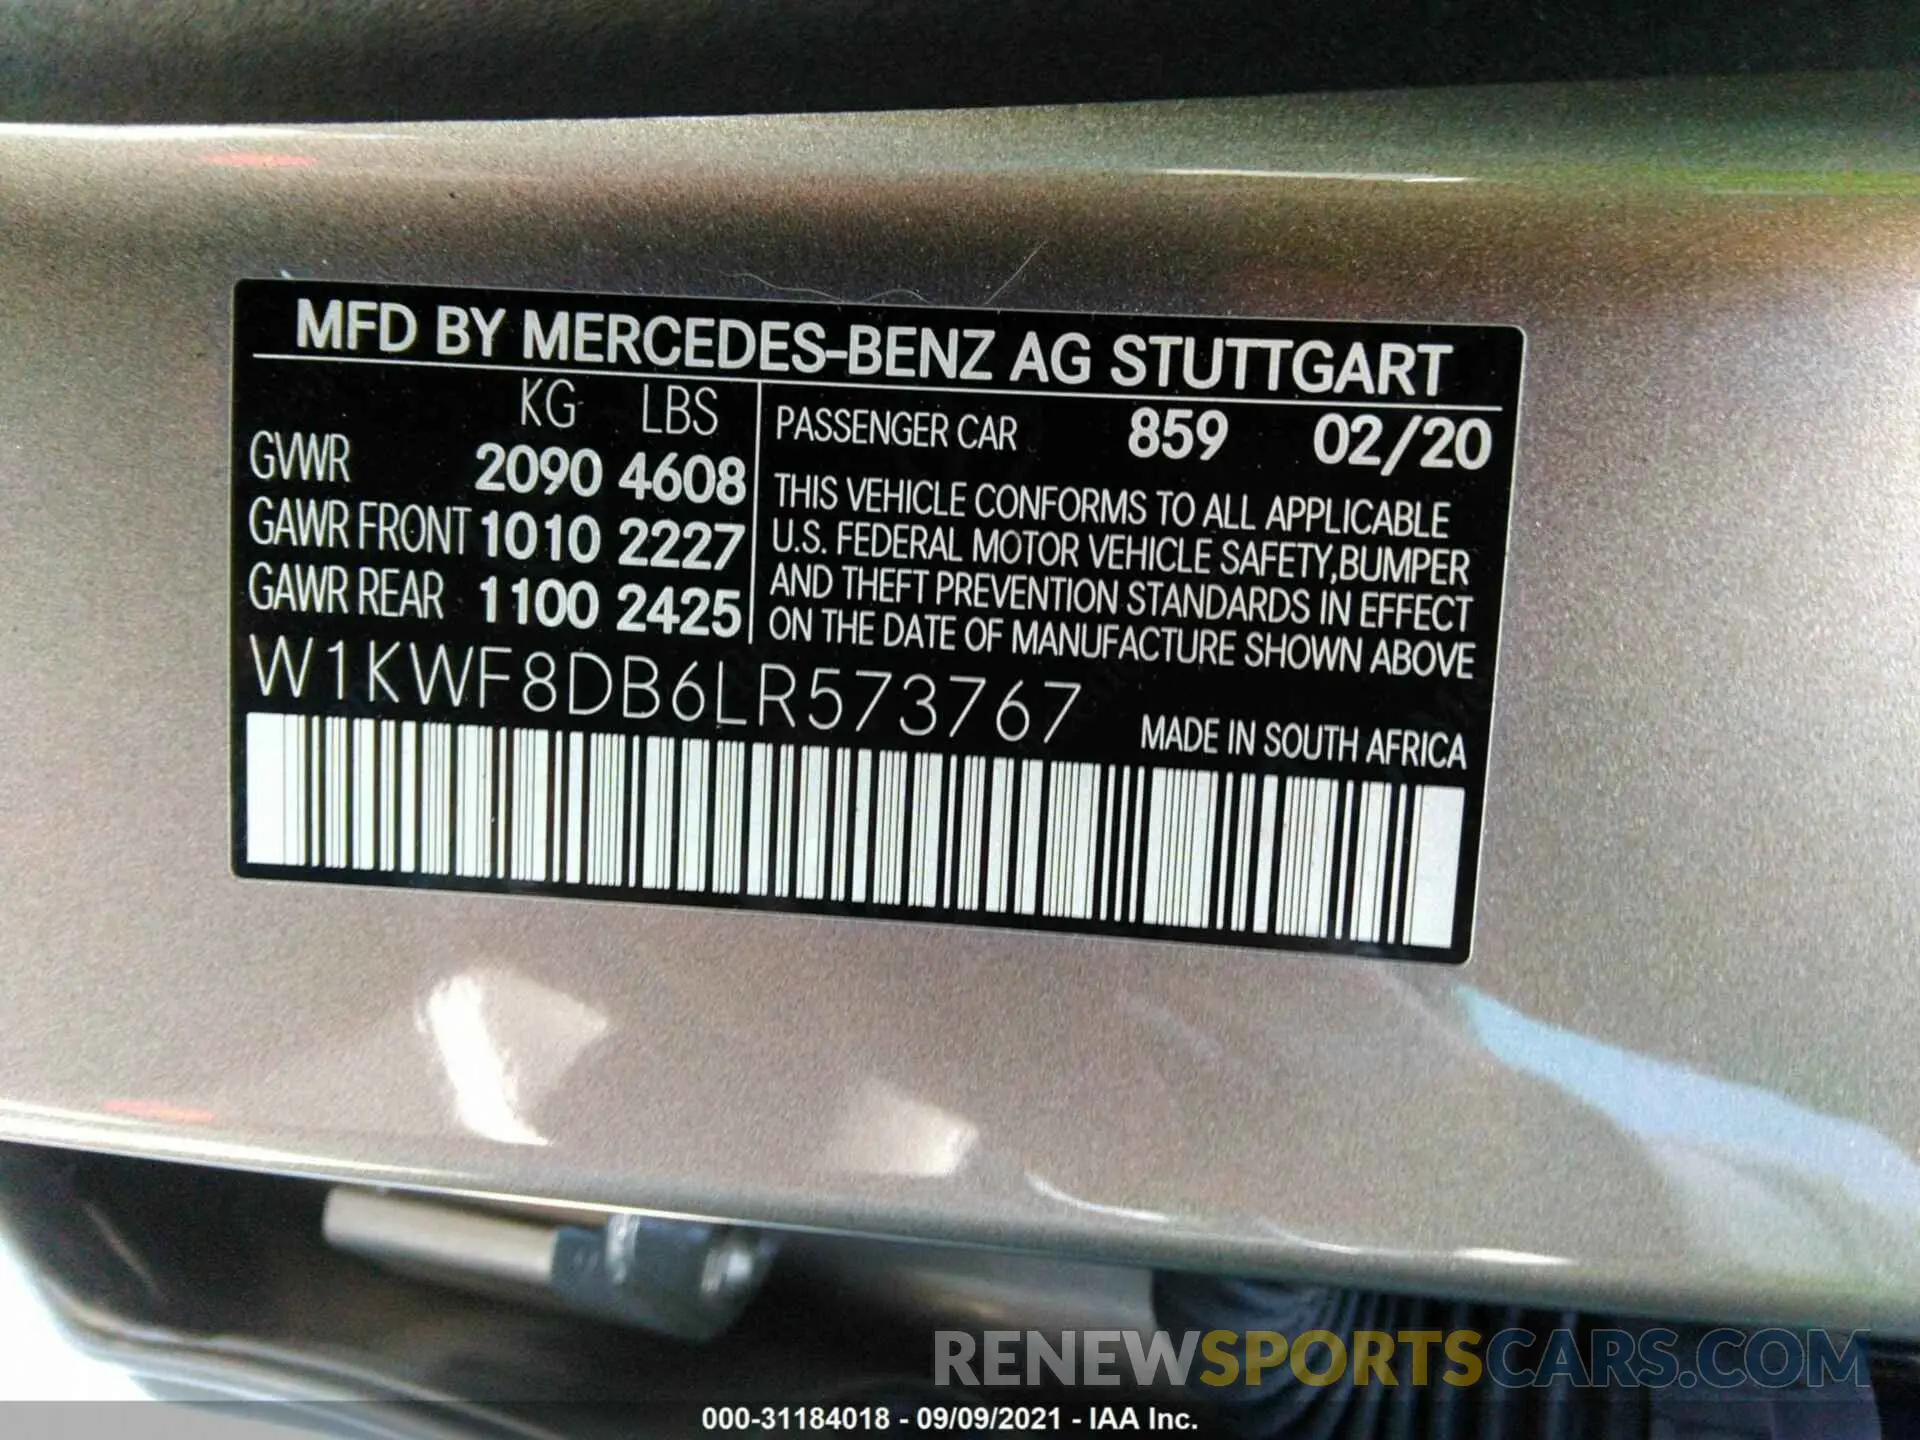 MFD BY MERCEDES-BENZ AG STUTTGART
KG LBS
GVWR 2090 4608
GAWR FRONT 1010 2227
GAWR REAR 1100 2425
PASSENGER CAR 859 02/20
THIS VEHICLE CONFORMS TO ALL APPLICABLE
U.S. FEDERAL MOTOR VEHICLE SAFETY,BUMPER
AND THEFT PREVENTION STANDARDS IN EFFECT
ON THE DATE OF MANUFACTURE SHOWN ABOVE
W1KWF8DB6LR573767
MADE IN SOUTH AFRICA
RENEWSPORTSCARS.COM
000-31184018 - 09/09/2021 - IAA Inc.